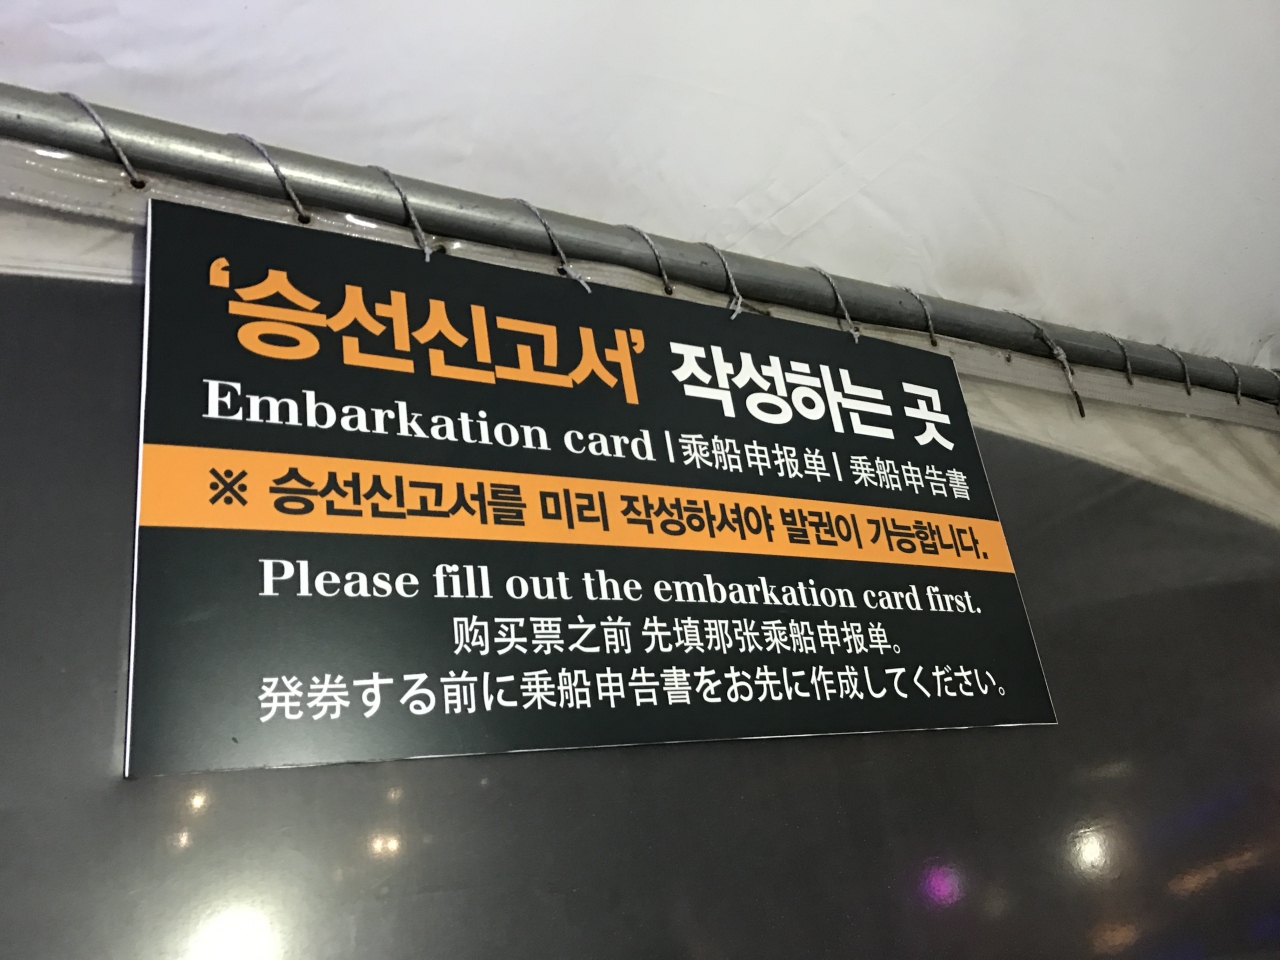 ‘승선신고서’ 작성하는 곳
Embarkation card | 乘船申报单 | 乗船申告書
※ 승선신고서를 미리 작성하셔야 발권이 가능합니다.
Please fill out the embarkation card first.
购买票之前 先填那张乘船申报单。
発券する前に乗船申告書をお先に作成してください。